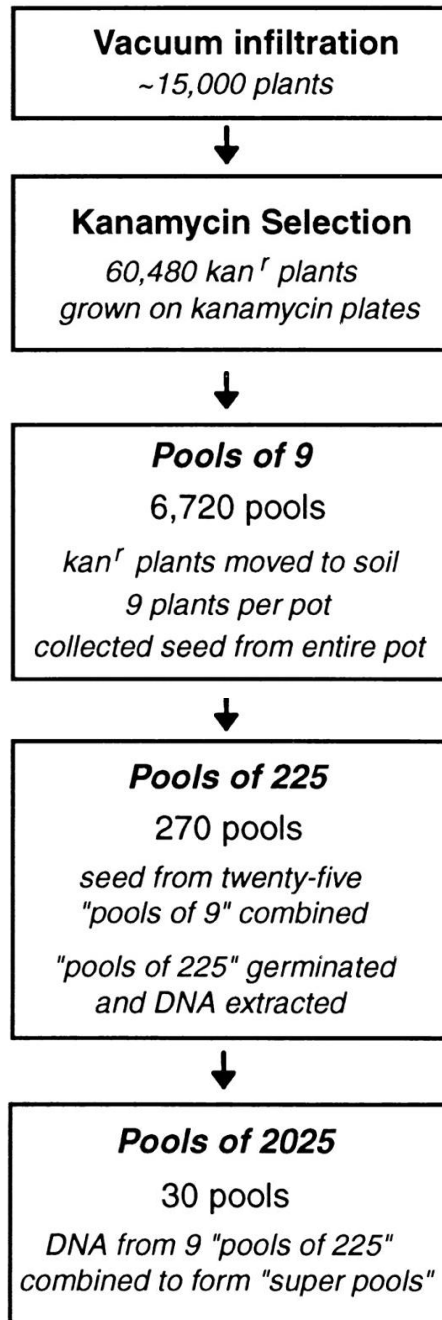 Vacuum infiltration
~15,000 plants
Kanamycin Selection
60,480 kanʳ plants
grown on kanamycin plates
Pools of 9
6,720 pools
kanʳ plants moved to soil
9 plants per pot
collected seed from entire pot
Pools of 225
270 pools
seed from twenty-five
"pools of 9" combined
"pools of 225" germinated
and DNA extracted
Pools of 2025
30 pools
DNA from 9 "pools of 225"
combined to form "super pools"